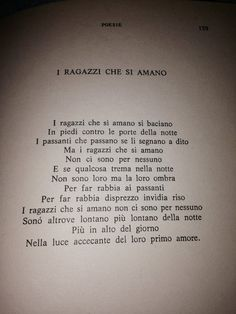 POESIE
159
I RAGAZZI CHE SI AMANO
I ragazzi che si amano si baciano
In piedi contro le porte della notte
I passanti che passano se li segnano a dito
Ma i ragazzi che si amano
Non ci sono per nessuno
E se qualcosa trema nella notte
Non sono loro ma la loro ombra
Per far rabbia ai passanti
Per far rabbia disprezzo invidia riso
I ragazzi che si amano non ci sono per nessuno
Sonó altrove lontano più lontano della notte
Più in alto del giorno
Nella luce accecante del loro primo amore.